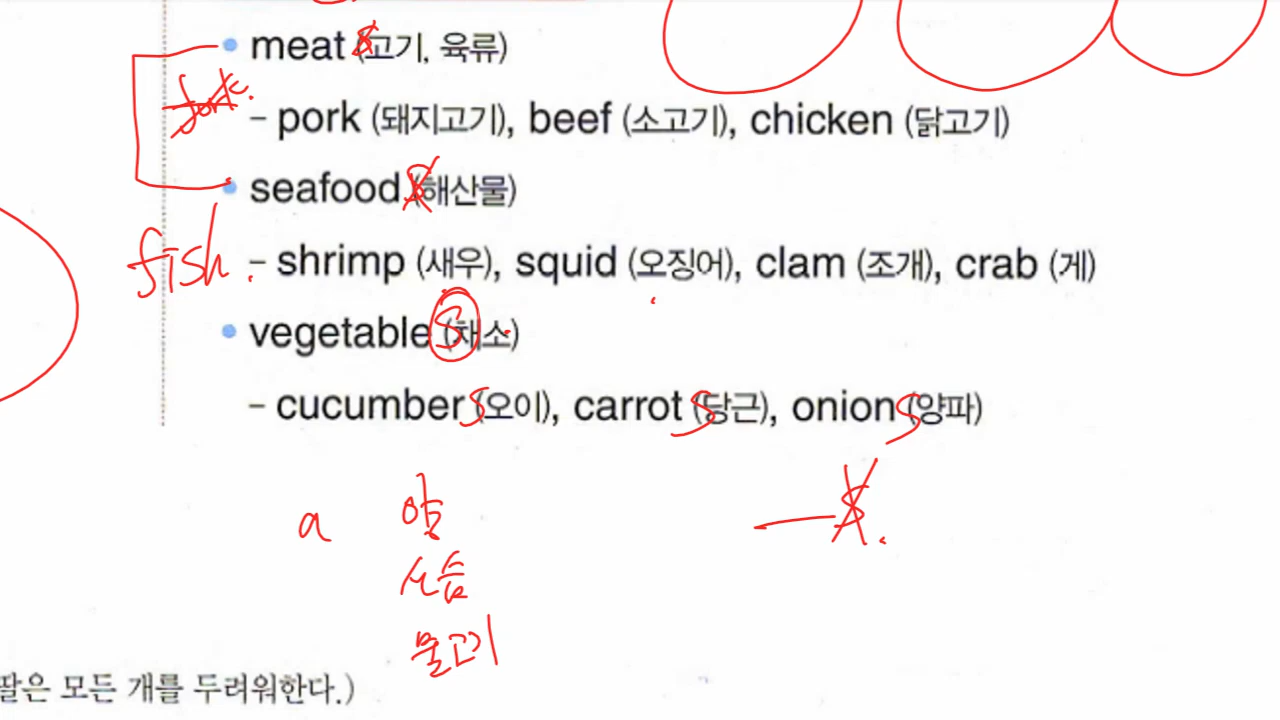 • meat (고기, 육류)
fork.
– pork (돼지고기), beef (소고기), chicken (닭고기)
• seafood (해산물)
fish.
– shrimp (새우), squid (오징어), clam (조개), crab (게)
• vegetable S (채소)
– cucumber S (오이), carrot S (당근), onion S (양파)
a 양
사슴
물고기
딸은 모든 개를 두려워한다.)